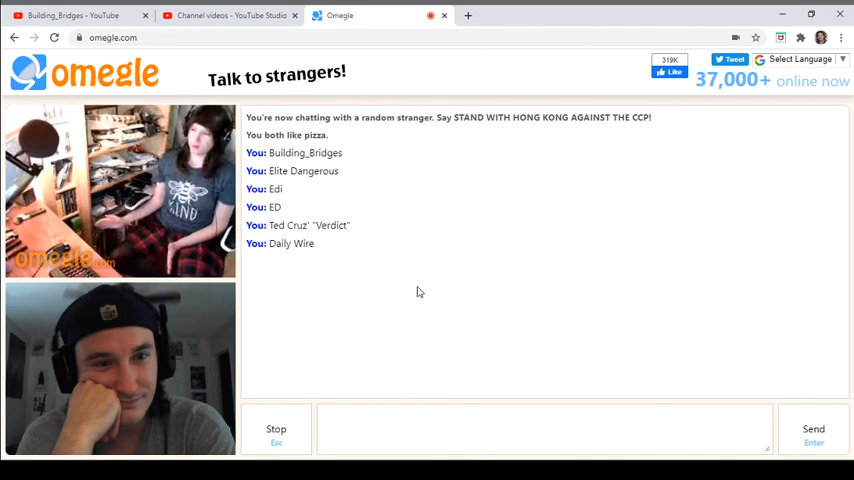 Building_Bridges - YouTube
Channel videos - YouTube Studio
Omegle
omegle.com
omegle
Talk to strangers!
319K
Like
Tweet
Select Language
37,000+ online now
You're now chatting with a random stranger. Say STAND WITH HONG KONG AGAINST THE CCP!
You both like pizza.
You: Building_Bridges
You: Elite Dangerous
You: Edi
You: ED
You: Ted Cruz' "Verdict"
You: Daily Wire
BEE
KIND
omegle.com
Stop
Esc
Send
Enter